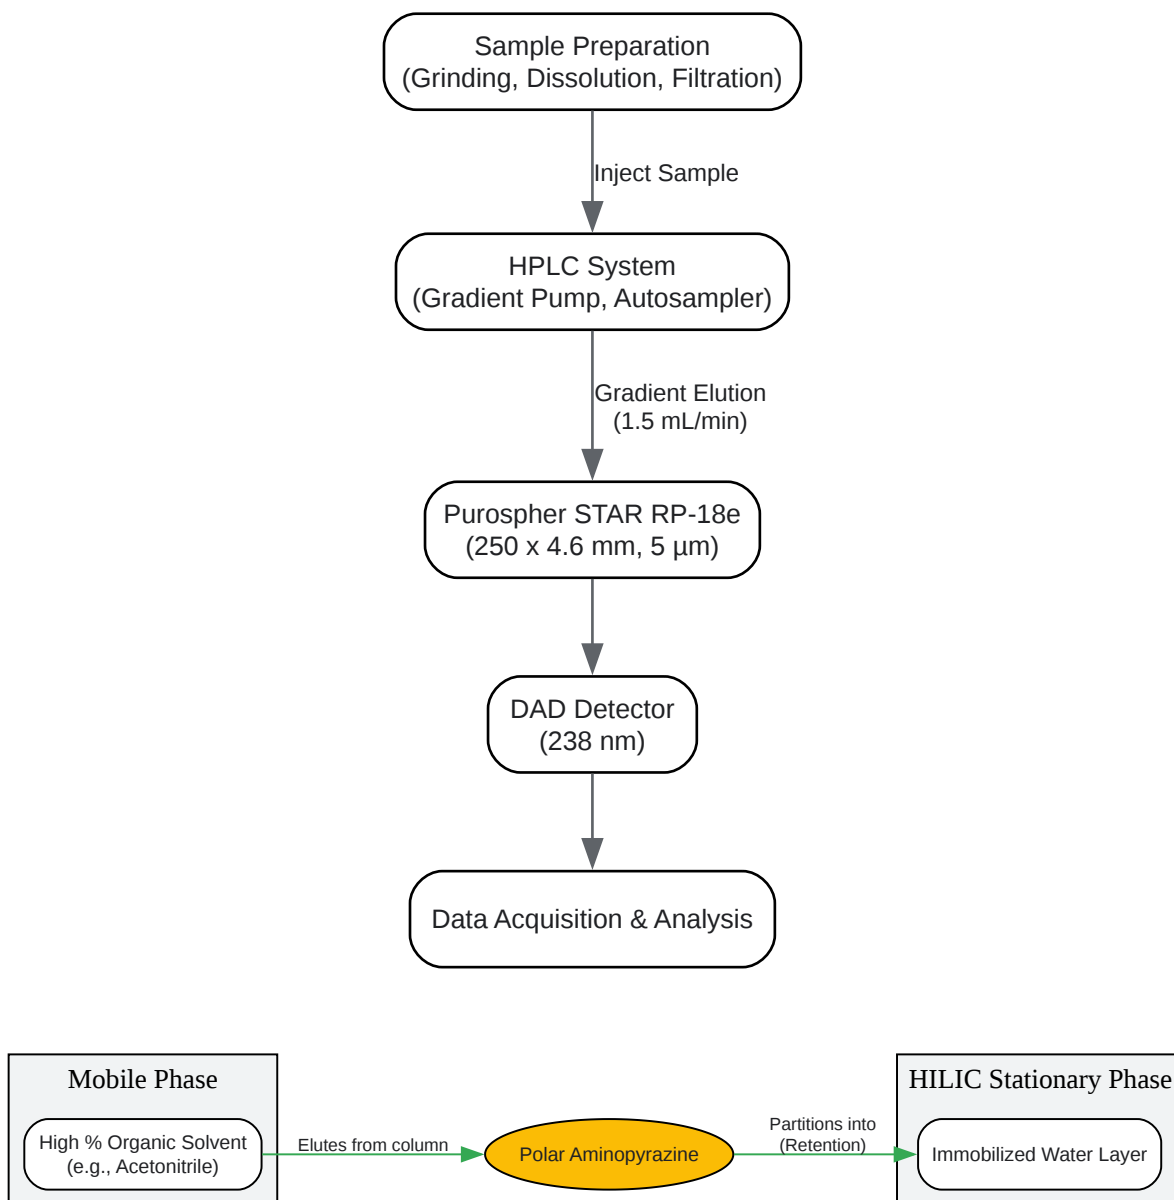 Sample Preparation
(Grinding, Dissolution, Filtration)
Inject Sample
HPLC System
(Gradient Pump, Autosampler)
Gradient Elution
(1.5 mL/min)
Purospher STAR RP-18e
(250 x 4.6 mm, 5 µm)
DAD Detector
(238 nm)
Data Acquisition & Analysis
Mobile Phase
High % Organic Solvent
(e.g., Acetonitrile)
Elutes from column
Polar Aminopyrazine
Partitions into
(Retention)
HILIC Stationary Phase
Immobilized Water Layer